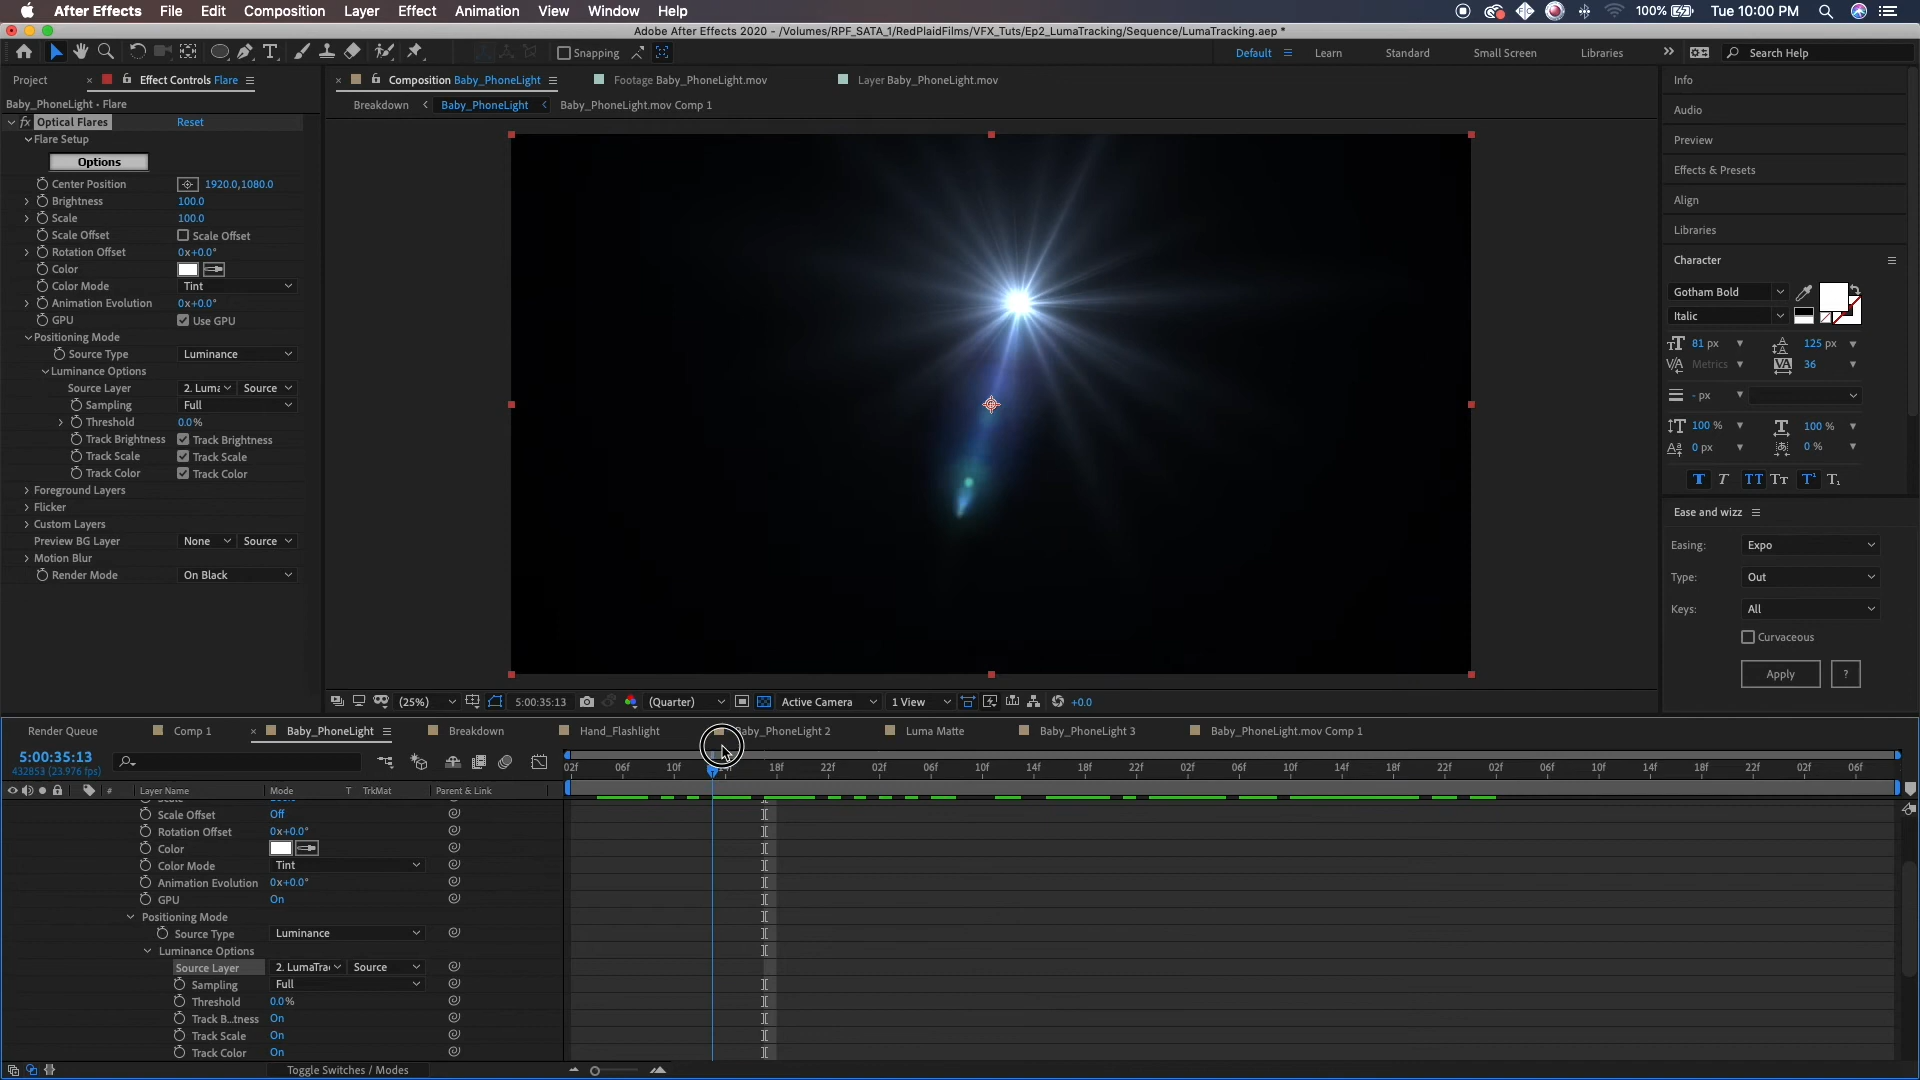 After Effects File Edit Composition Layer Effect Animation View Window Help 100% Tue 10:00 PM
Adobe After Effects 2020 - /Volumes/RPF_SATA_1/RedPlaidFilms/VFX_Tuts/Ep2_LumaTracking/Sequence/LumaTracking.aep *
Snapping Default Learn Standard Small Screen Libraries Search Help
Project Effect Controls Flare Composition Baby_PhoneLight Footage Baby_PhoneLight.mov Layer Baby_PhoneLight.mov Info
Baby_PhoneLight • Flare Breakdown Baby_PhoneLight Baby_PhoneLight.mov Comp 1
fx Optical Flares Reset
Flare Setup
Options
Center Position 1920.0,1080.0
Brightness 100.0
Scale 100.0
Scale Offset Scale Offset
Rotation Offset 0x+0.0°
Color
Color Mode Tint
Animation Evolution 0x+0.0°
GPU Use GPU
Positioning Mode
Source Type Luminance
Luminance Options
Source Layer 2. Luma Source
Sampling Full
Threshold 0.0%
Track Brightness Track Brightness
Track Scale Track Scale
Track Color Track Color
Foreground Layers
Flicker
Custom Layers
Preview BG Layer None Source
Motion Blur
Render Mode On Black
Audio
Preview
Effects & Presets
Align
Libraries
Character
Gotham Bold
Italic
81 px 125 px
Metrics 36
- px
100 % 100 %
0 px 0 %
T T TT Tт T¹ T₁
Ease and wizz
Easing: Expo
Type: Out
Keys: All
Curvaceous
Apply ?
(25%) 5:00:35:13 (Quarter) Active Camera 1 View +0.0
Render Queue Comp 1 Baby_PhoneLight Breakdown Hand_Flashlight Baby_PhoneLight 2 Luma Matte Baby_PhoneLight 3 Baby_PhoneLight.mov Comp 1
5:00:35:13
432853 (23.976 fps)
02f 06f 10f 14f 18f 22f 02f 06f 10f 14f 18f 22f 02f 06f 10f 14f 18f 22f 02f 06f 10f 14f 18f 22f 02f 06f
# Layer Name Mode T TrkMat Parent & Link
Scale Offset Off
Rotation Offset 0x+0.0°
Color
Color Mode Tint
Animation Evolution 0x+0.0°
GPU On
Positioning Mode
Source Type Luminance
Luminance Options
Source Layer 2. LumaTra Source
Sampling Full
Threshold 0.0%
Track B...tness On
Track Scale On
Track Color On
Toggle Switches / Modes